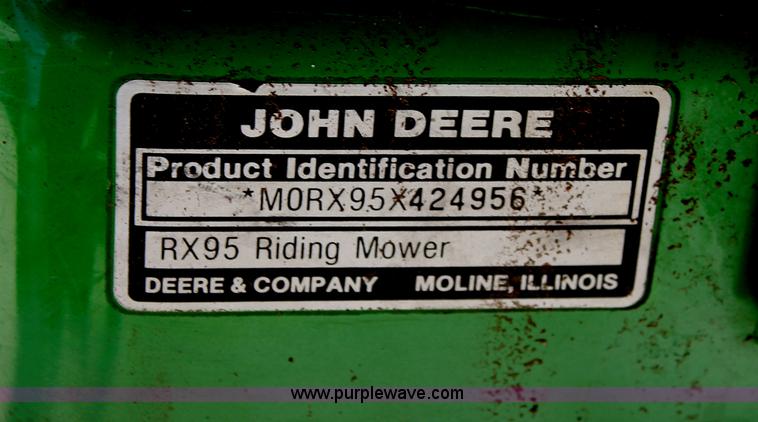 JOHN DEERE
Product Identification Number
*M0RX95X424956*
RX95 Riding Mower
DEERE & COMPANY MOLINE, ILLINOIS
www.purplewave.com